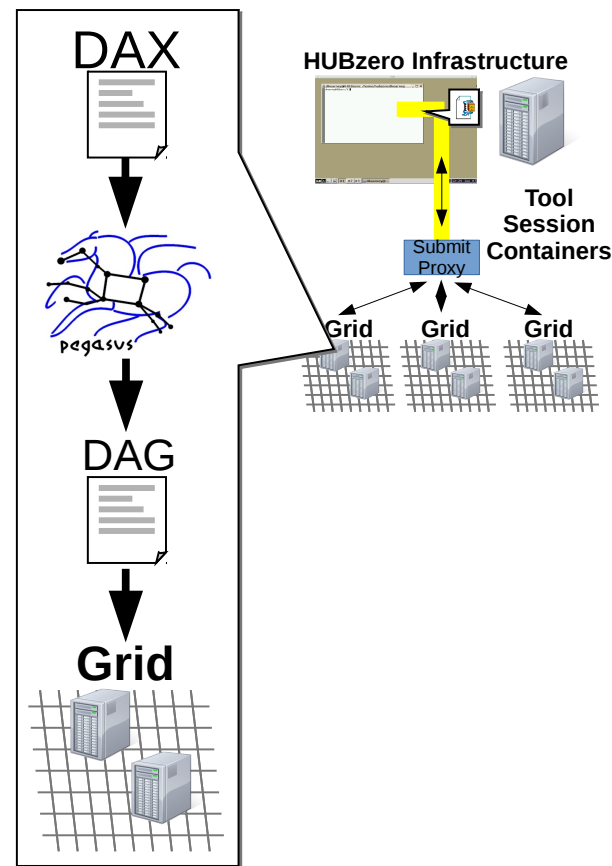 DAX
pegasus
DAG
Grid
HUBzero Infrastructure
Tool
Session
Containers
Submit
Proxy
Grid
Grid
Grid